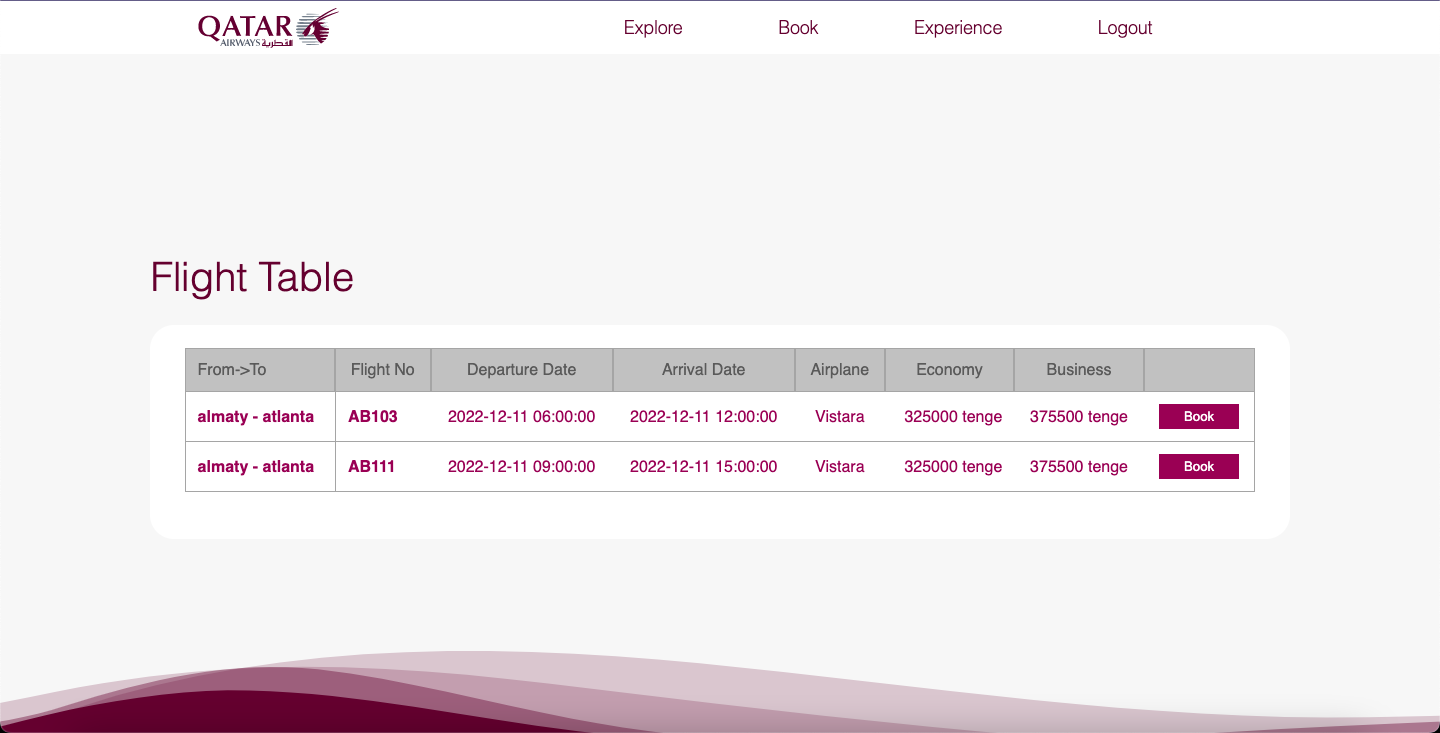 QATAR
AIRWAYS القطرية
Explore Book Experience Logout
Flight Table
From->To Flight No Departure Date Arrival Date Airplane Economy Business
almaty - atlanta AB103 2022-12-11 06:00:00 2022-12-11 12:00:00 Vistara 325000 tenge 375500 tenge Book
almaty - atlanta AB111 2022-12-11 09:00:00 2022-12-11 15:00:00 Vistara 325000 tenge 375500 tenge Book